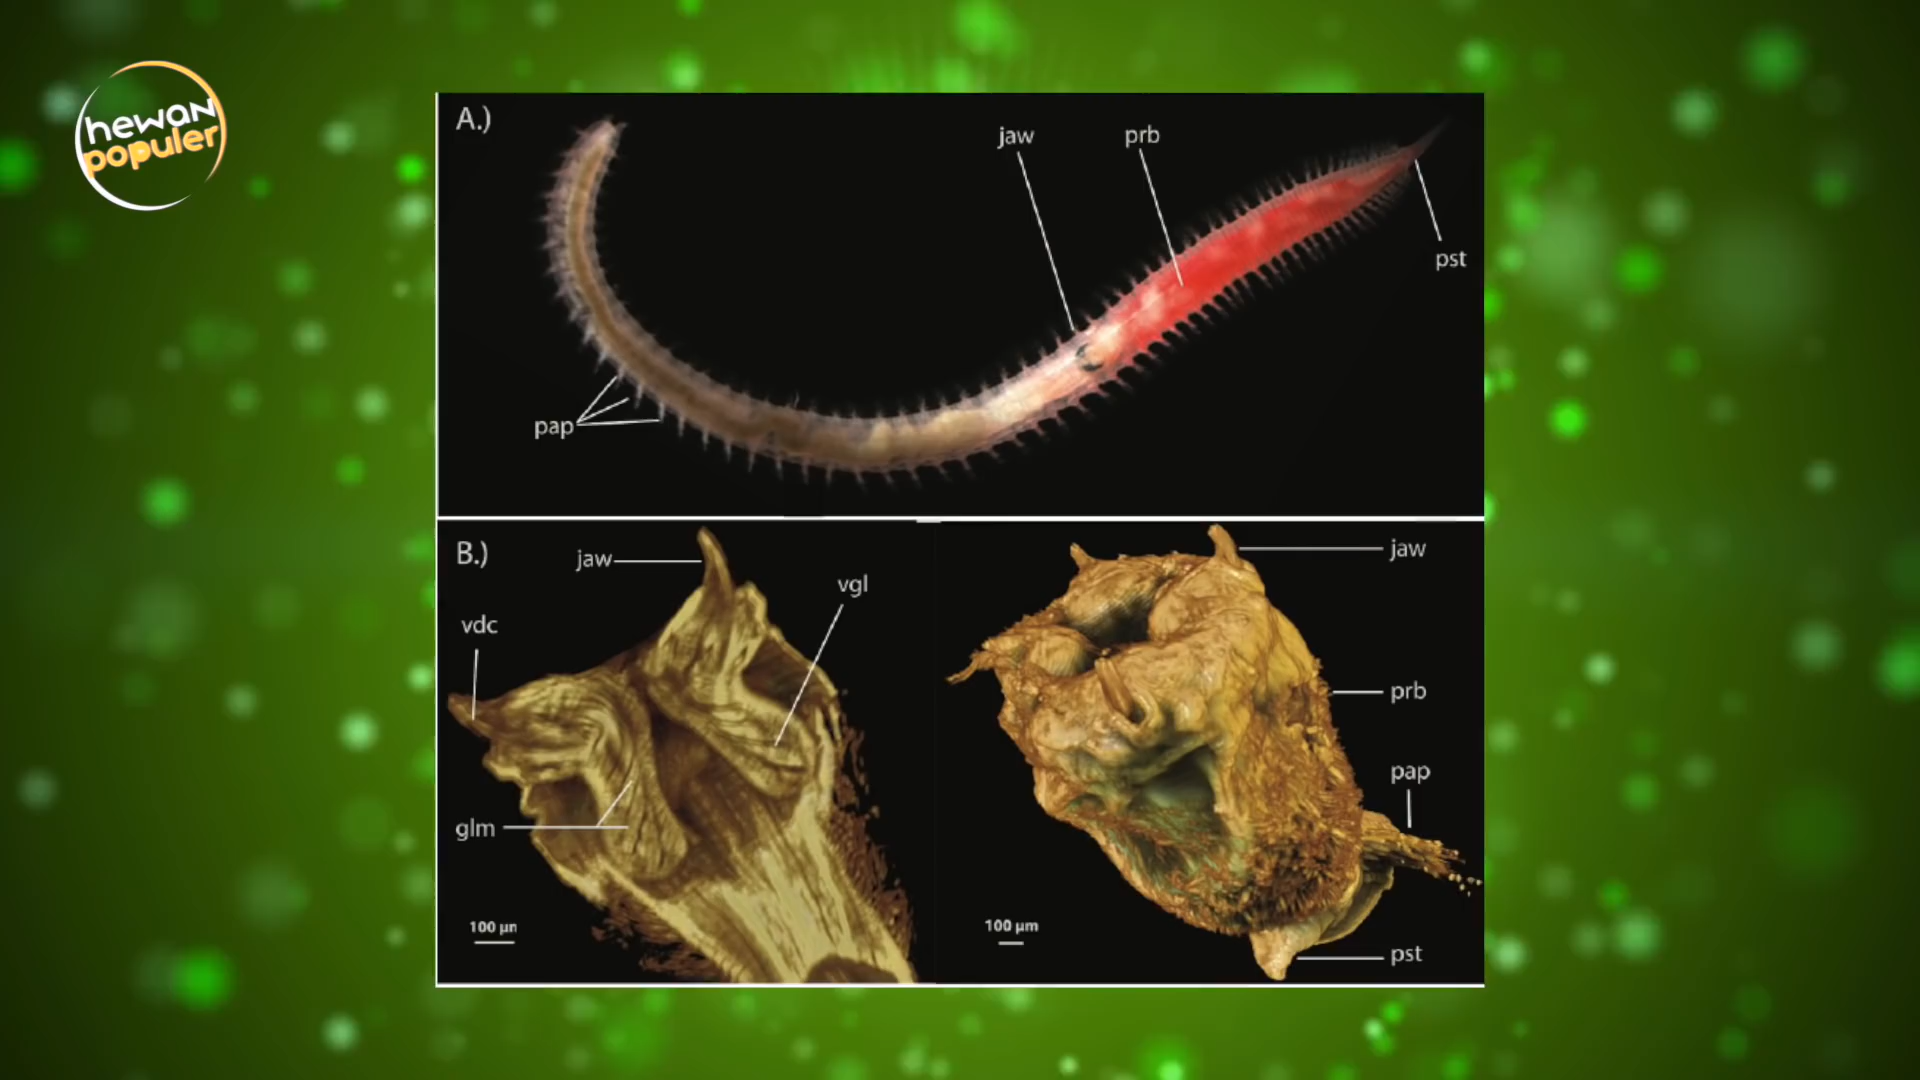 hewan
populer
A.)
jaw
prb
pst
pap
B.)
jaw
vgl
vdc
glm
100 µm
jaw
prb
pap
pst
100 µm